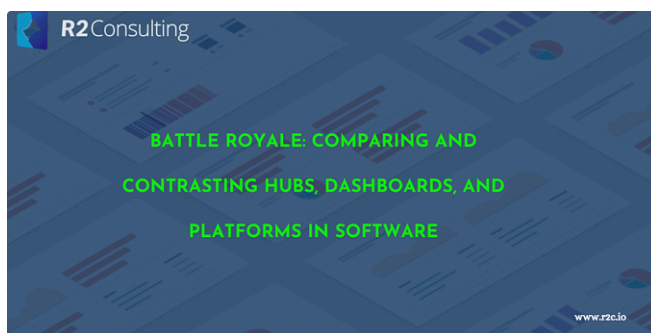 R2Consulting
BATTLE ROYALE: COMPARING AND
CONTRASTING HUBS, DASHBOARDS, AND
PLATFORMS IN SOFTWARE
www.r2c.io